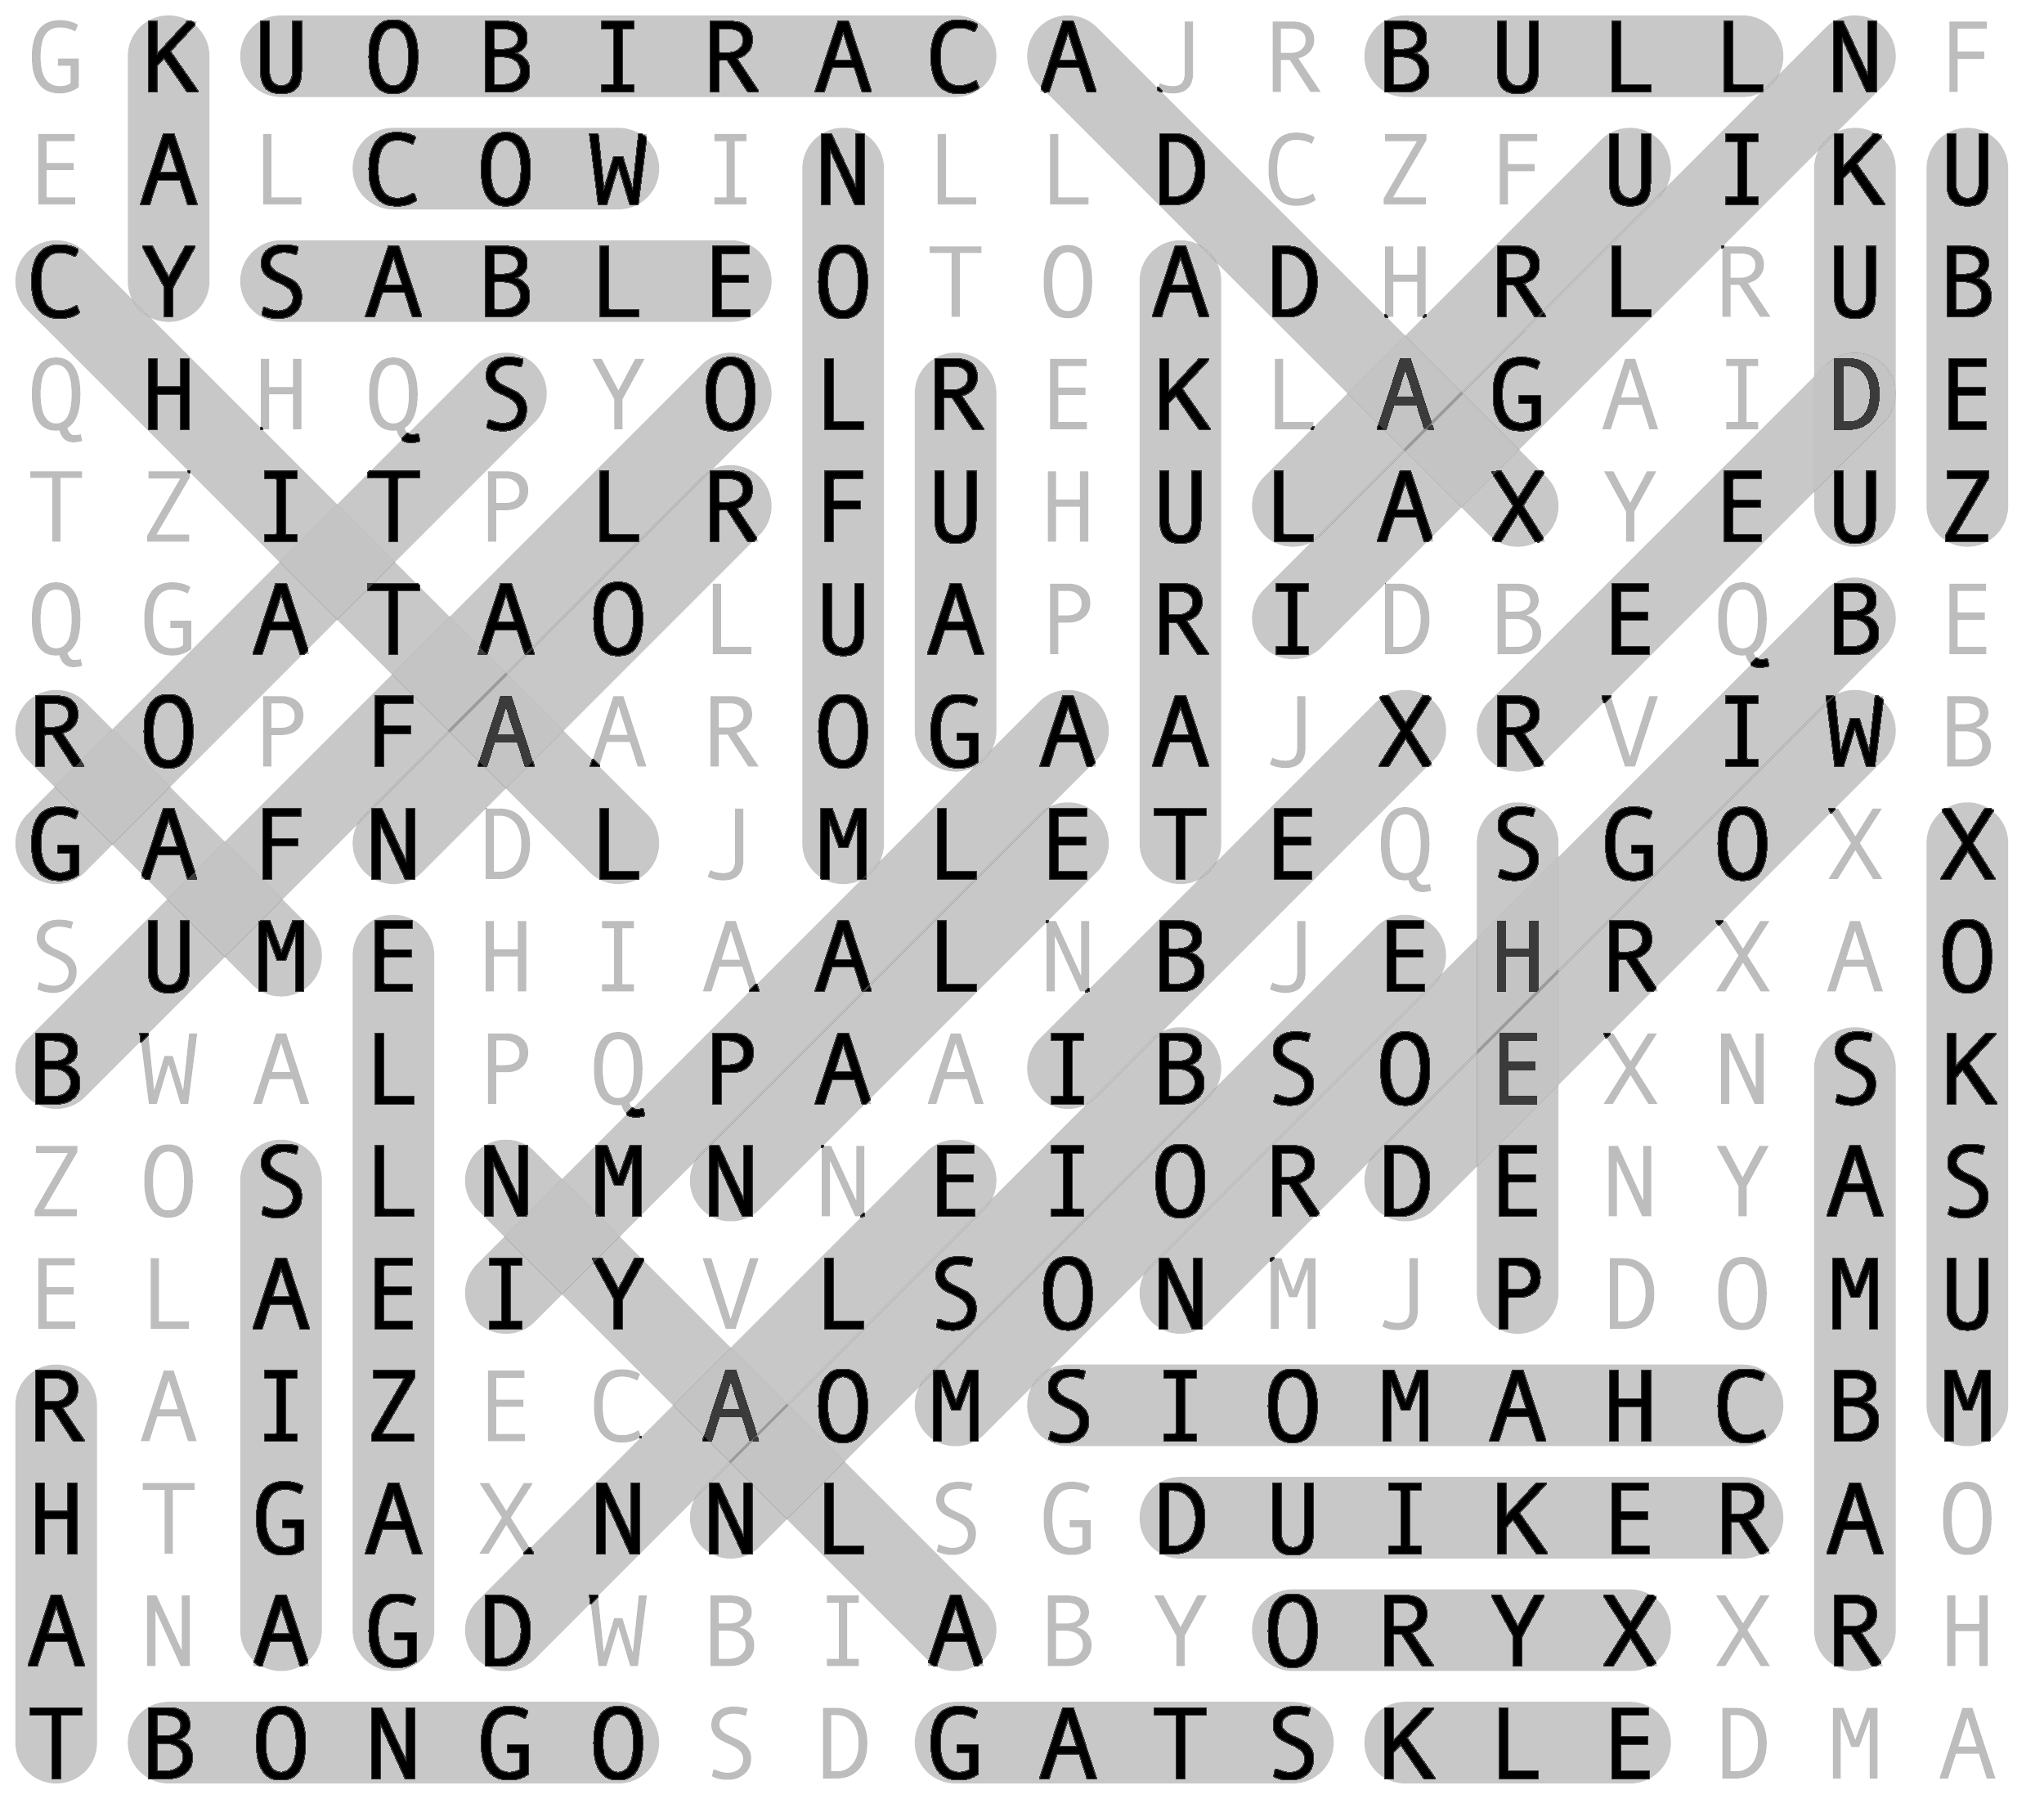 G K U O B I R A C A J R B U L L N F
E A L C O W I N L L D C Z F U I K U
C Y S A B L E O T O A D H R L R U B
Q H H Q S Y O L R E K L A G A I D E
T Z I T P L R F U H U L A X Y E U Z
Q G A T A O L U A P R I D B E Q B E
R O P F A A R O G A A J X R V I W B
G A F N D L J M L E T E Q S G O X X
S U M E H I A A L N B J E H R X A O
B W A L P Q P A A I B S O E X N S K
Z O S L N M N N E I O R D E N Y A S
E L A E I Y V L S O N M J P D O M U
R A I Z E C A O M S I O M A H C B M
H T G A X N N L S G D U I K E R A O
A N A G D W B I A B Y O R Y X X R H
T B O N G O S D G A T S K L E D M A